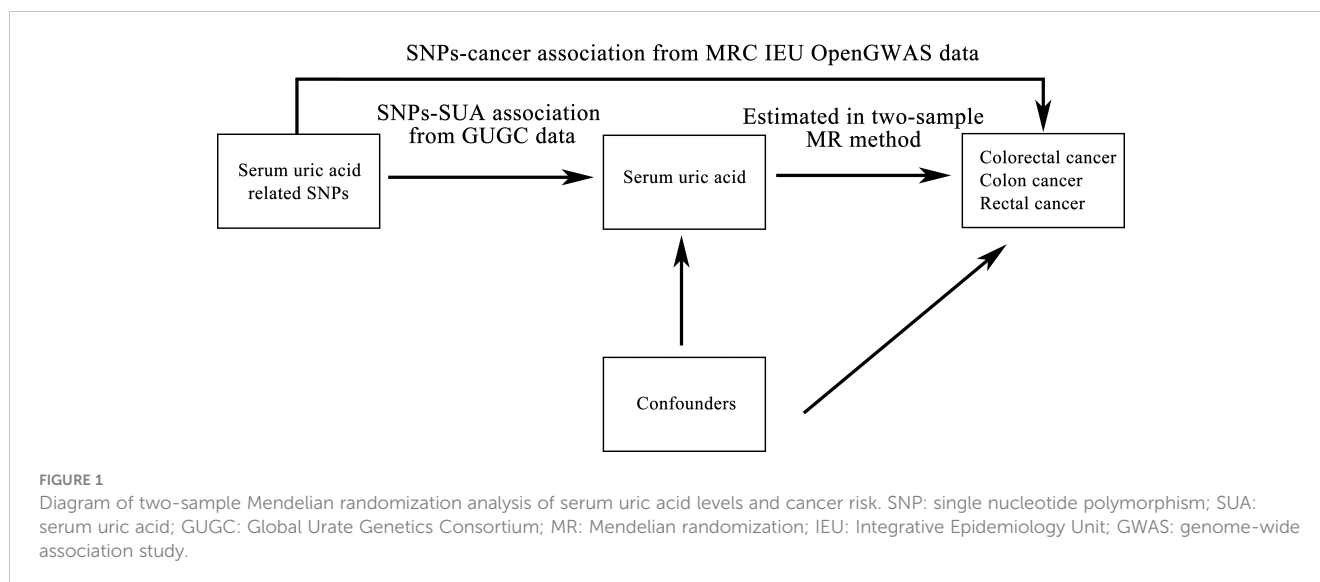 SNPs-cancer association from MRC IEU OpenGWAS data
SNPs-SUA association
from GUGC data
Estimated in two-sample
MR method
Serum uric acid
related SNPs
Serum uric acid
Colorectal cancer
Colon cancer
Rectal cancer
Confounders
FIGURE 1
Diagram of two-sample Mendelian randomization analysis of serum uric acid levels and cancer risk. SNP: single nucleotide polymorphism; SUA:
serum uric acid; GUGC: Global Urate Genetics Consortium; MR: Mendelian randomization; IEU: Integrative Epidemiology Unit; GWAS: genome-wide
association study.